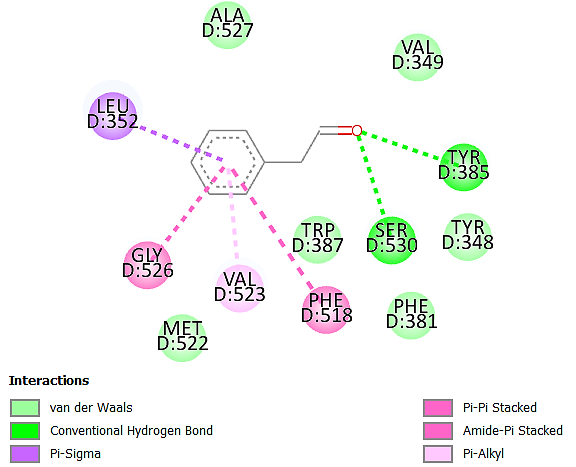 ALA
D:527
VAL
D:349
LEU
D:352
O
TYR
D:385
TRP
D:387
SER
D:530
TYR
D:348
GLY
D:526
VAL
D:523
PHE
D:518
PHE
D:381
MET
D:522
Interactions
van der Waals
Conventional Hydrogen Bond
Pi-Sigma
Pi-Pi Stacked
Amide-Pi Stacked
Pi-Alkyl